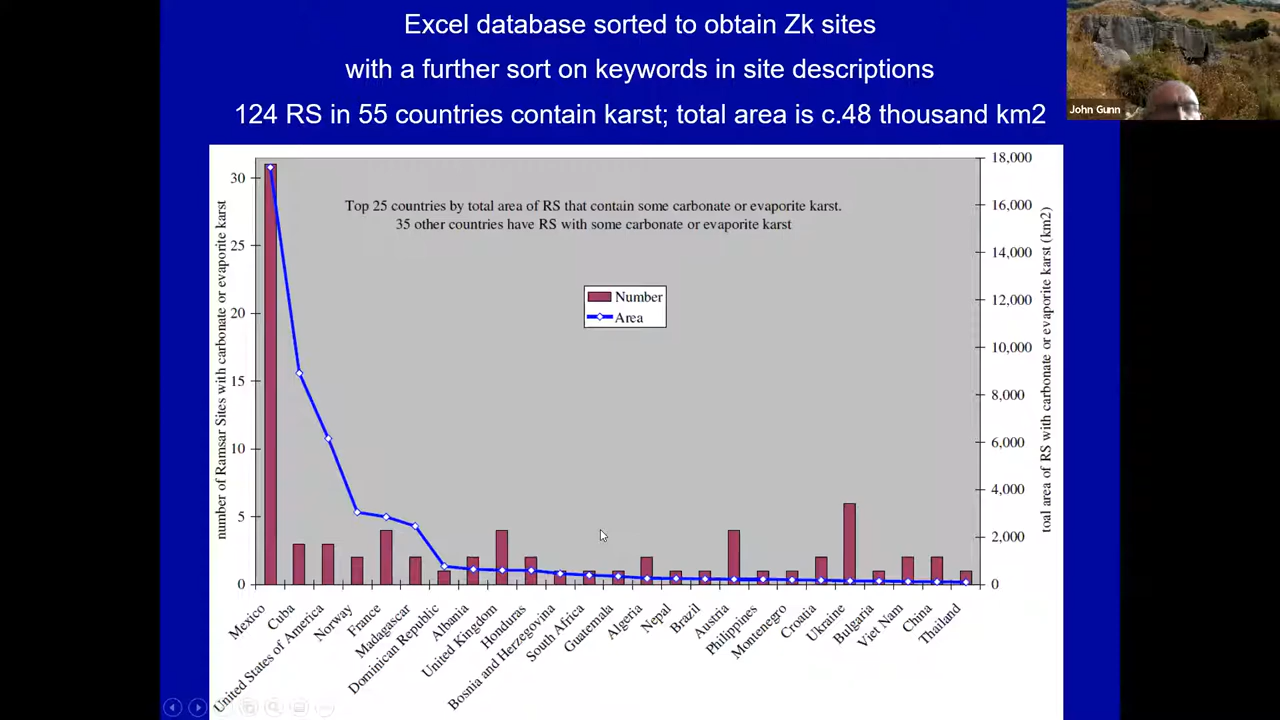 Excel database sorted to obtain Zk sites
with a further sort on keywords in site descriptions
124 RS in 55 countries contain karst; total area is c.48 thousand km2
John Gunn
Top 25 countries by total area of RS that contain some carbonate or evaporite karst.
35 other countries have RS with some carbonate or evaporite karst
Number
Area
number of Ramsar Sites with carbonate or evaporite karst
30
25
20
15
10
5
0
18,000
16,000
14,000
12,000
10,000
8,000
6,000
4,000
2,000
0
toal area of RS with carbonate or evaporite karst (km2)
Mexico
Cuba
United States of America
Norway
France
Madagascar
Dominican Republic
Albania
United Kingdom
Honduras
Bosnia and Herzegovina
South Africa
Guatemala
Algeria
Nepal
Brazil
Austria
Philippines
Montenegro
Croatia
Ukraine
Bulgaria
Viet Nam
China
Thailand